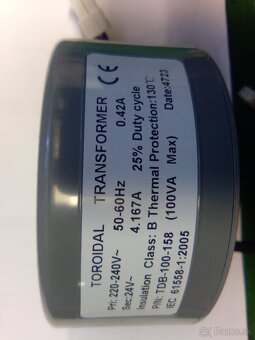 TOROIDAL TRANSFORMER CE
Pri: 220-240V~ 50-60Hz 0.42A
Sec:24V~ 4.167A 25% Duty cycle
Insulation Class: B Thermal Protection:130℃
P/N: TDB-100-158 (100VA Max) Date:4723
IEC 61558-1:2005